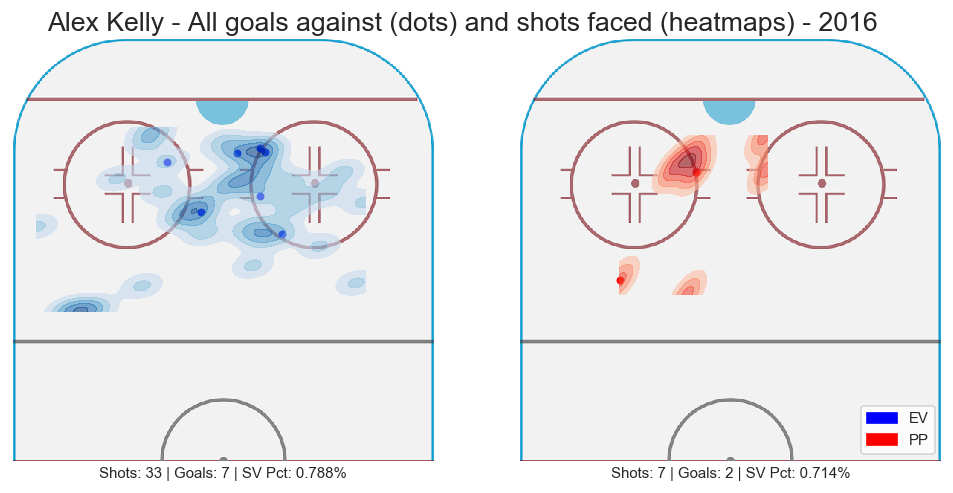 Alex Kelly - All goals against (dots) and shots faced (heatmaps) - 2016
EV
PP
Shots: 33 | Goals: 7 | SV Pct: 0.788%
Shots: 7 | Goals: 2 | SV Pct: 0.714%